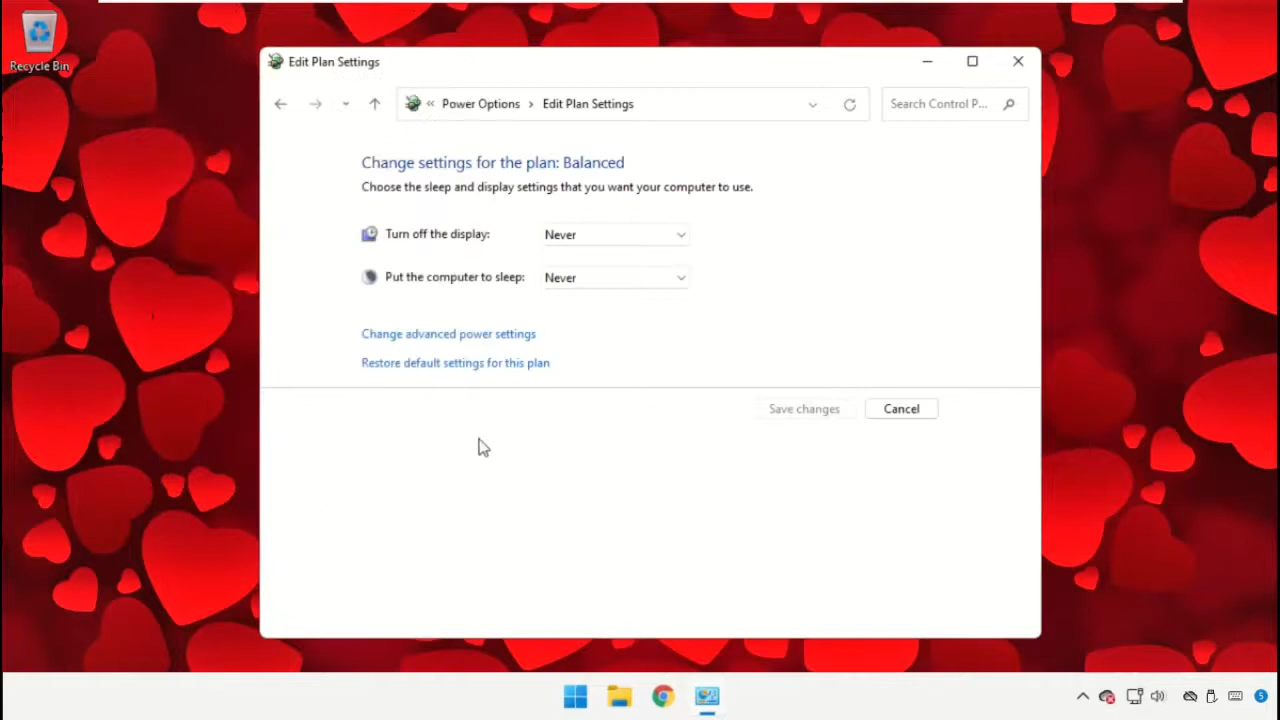 Recycle Bin
Edit Plan Settings
« Power Options › Edit Plan Settings
Search Control P...
Change settings for the plan: Balanced
Choose the sleep and display settings that you want your computer to use.
Turn off the display: Never
Put the computer to sleep: Never
Change advanced power settings
Restore default settings for this plan
Save changes Cancel
5